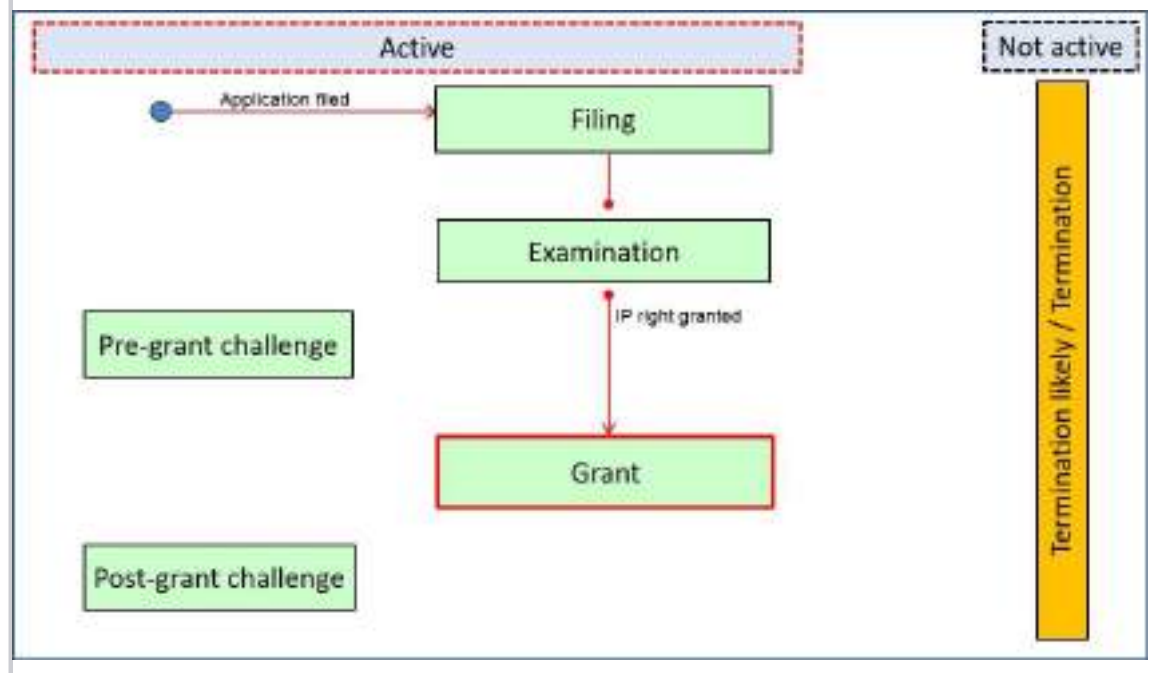 Active
Not active
Application filed
Filing
Examination
IP right granted
Pre-grant challenge
Grant
Post-grant challenge
Termination likely / Termination